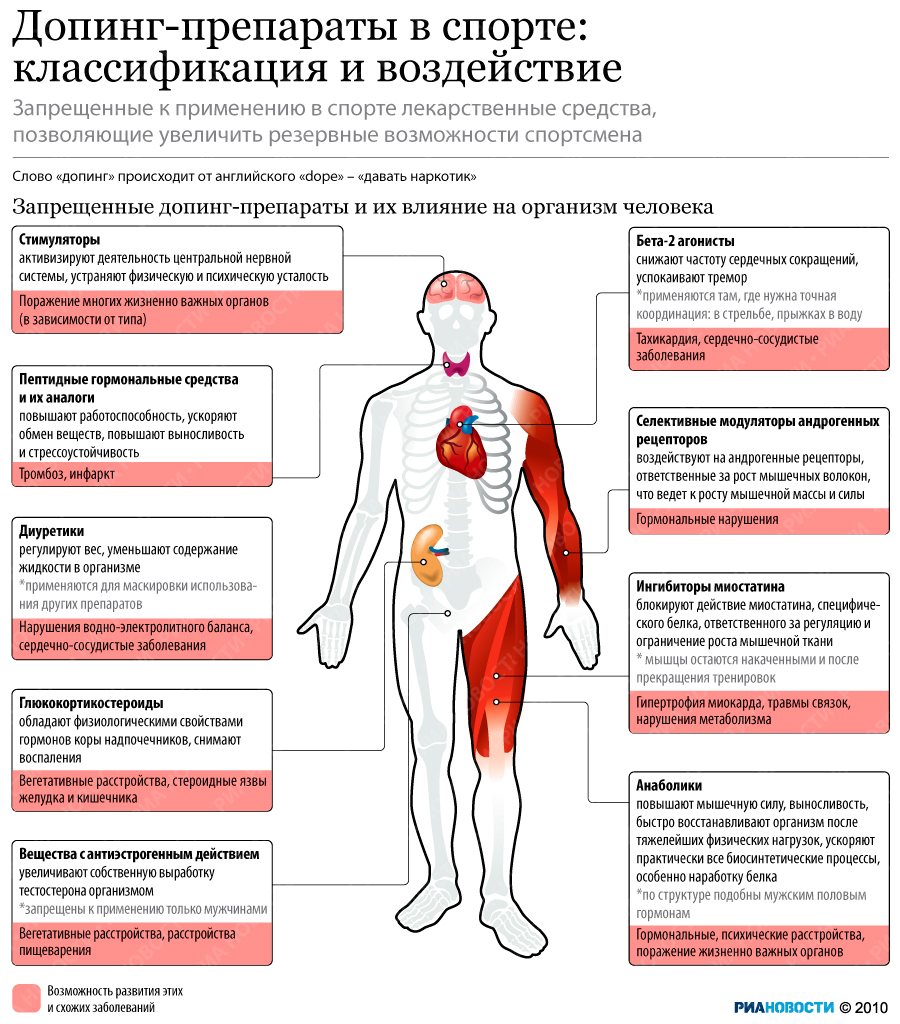 Допинг-препараты в спорте:
классификация и воздействие
Запрещенные к применению в спорте лекарственные средства,
позволяющие увеличить резервные возможности спортсмена
Слово «допинг» происходит от английского «dope» – «давать наркотик»
Запрещенные допинг-препараты и их влияние на организм человека
Стимуляторы
активизируют деятельность центральной нервной
системы, устраняют физическую и психическую усталость
Поражение многих жизненно важных органов
(в зависимости от типа)
Пептидные гормональные средства
и их аналоги
повышают работоспособность, ускоряют
обмен веществ, повышают выносливость
и стрессоустойчивость
Тромбоз, инфаркт
Диуретики
регулируют вес, уменьшают содержание
жидкости в организме
*применяются для маскировки использова-
ния других препаратов
Нарушения водно-электролитного баланса,
сердечно-сосудистые заболевания
Глюкокортикостероиды
обладают физиологическими свойствами
гормонов коры надпочечников, снимают
воспаления
Вегетативные расстройства, стероидные язвы
желудка и кишечника
Вещества с антиэстрогенным действием
увеличивают собственную выработку
тестостерона организмом
*запрещены к применению только мужчинами
Вегетативные расстройства, расстройства
пищеварения
Бета-2 агонисты
снижают частоту сердечных сокращений,
успокаивают тремор
*применяются там, где нужна точная
координация: в стрельбе, прыжках в воду
Тахикардия, сердечно-сосудистые
заболевания
Селективные модуляторы андрогенных
рецепторов
воздействуют на андрогенные рецепторы,
ответственные за рост мышечных волокон,
что ведет к росту мышечной массы и силы
Гормональные нарушения
Ингибиторы миостатина
блокируют действие миостатина, специфиче-
ского белка, ответственного за регуляцию и
ограничение роста мышечной ткани
* мышцы остаются накаченными и после
прекращения тренировок
Гипертрофия миокарда, травмы связок,
нарушения метаболизма
Анаболики
повышают мышечную силу, выносливость,
быстро восстанавливают организм после
тяжелейших физических нагрузок, ускоряют
практически все биосинтетические процессы,
особенно наработку белка
*по структуре подобны мужским половым
гормонам
Гормональные, психические расстройства,
поражение жизненно важных органов
Возможность развития этих
и схожих заболеваний
РИАНОВОСТИ © 2010